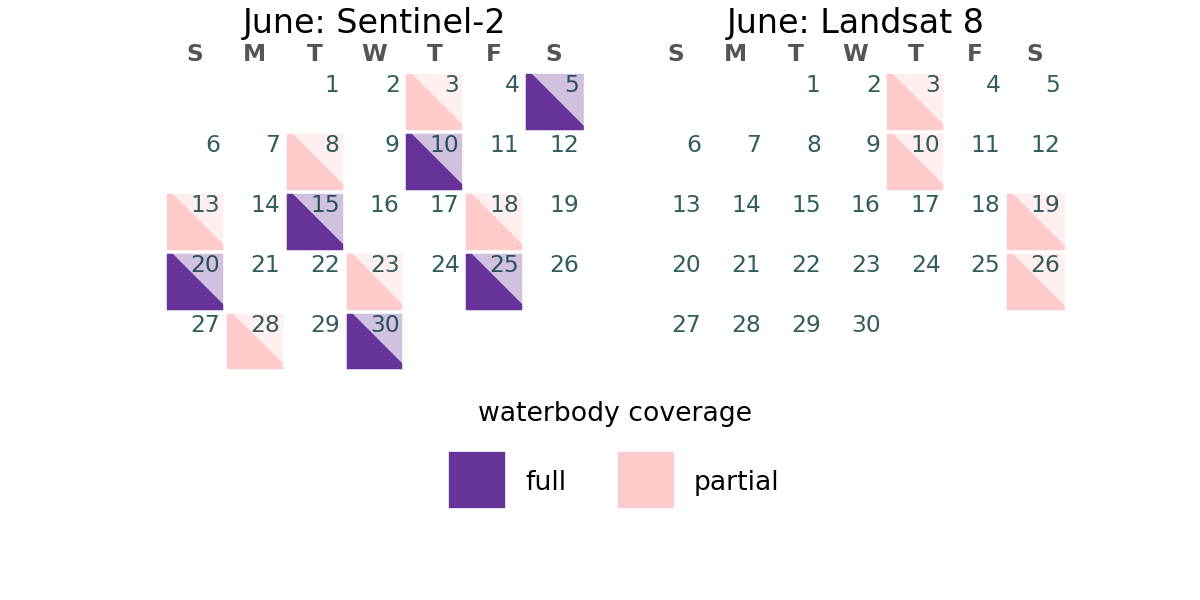 June: Sentinel-2
S M T W T F S
1 2 3 4 5
6 7 8 9 10 11 12
13 14 15 16 17 18 19
20 21 22 23 24 25 26
27 28 29 30
June: Landsat 8
S M T W T F S
1 2 3 4 5
6 7 8 9 10 11 12
13 14 15 16 17 18 19
20 21 22 23 24 25 26
27 28 29 30
waterbody coverage
full partial